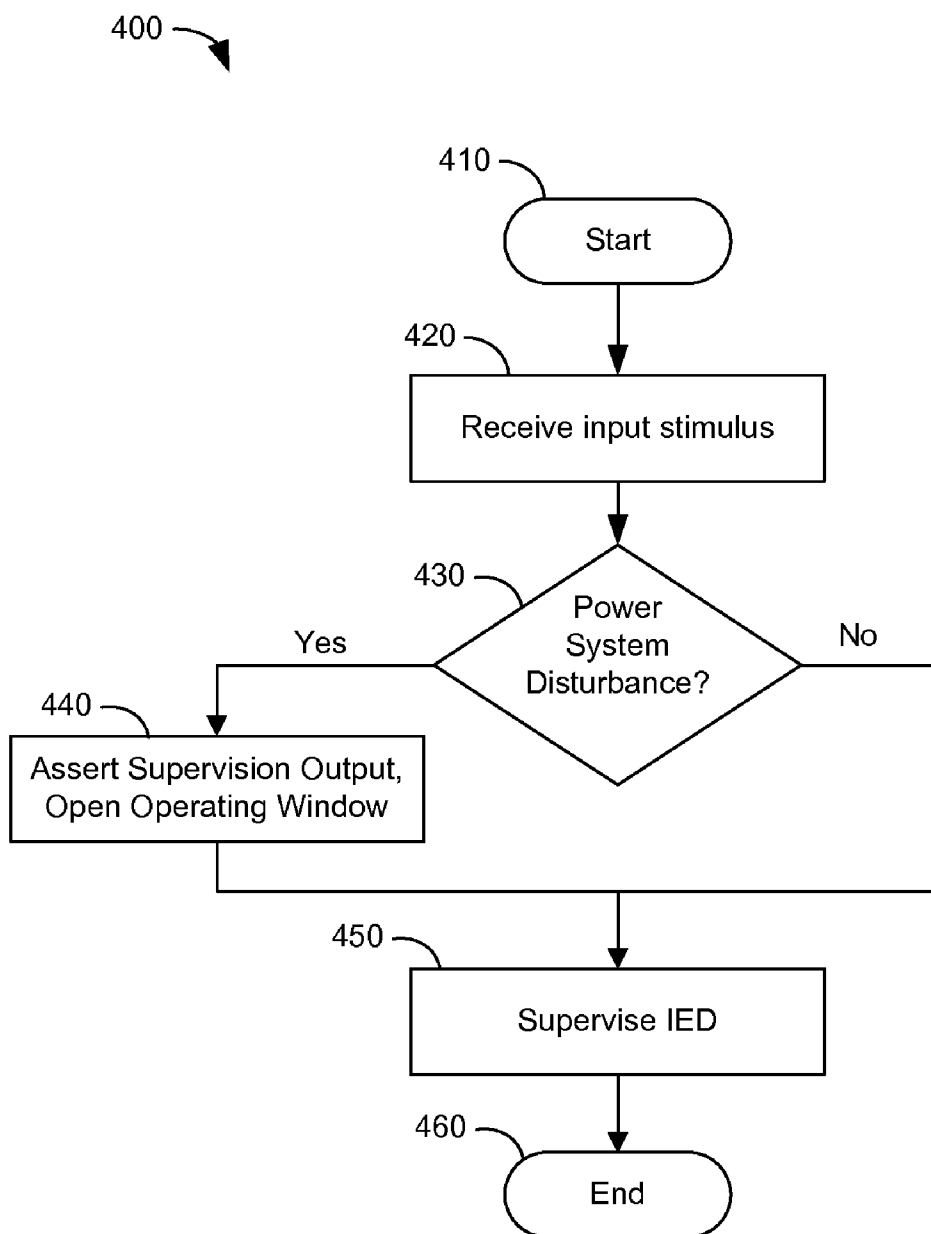 400
410
Start
420
Receive input stimulus
430
Power
System
Disturbance?
Yes
No
440
Assert Supervision Output,
Open Operating Window
450
Supervise IED
460
End